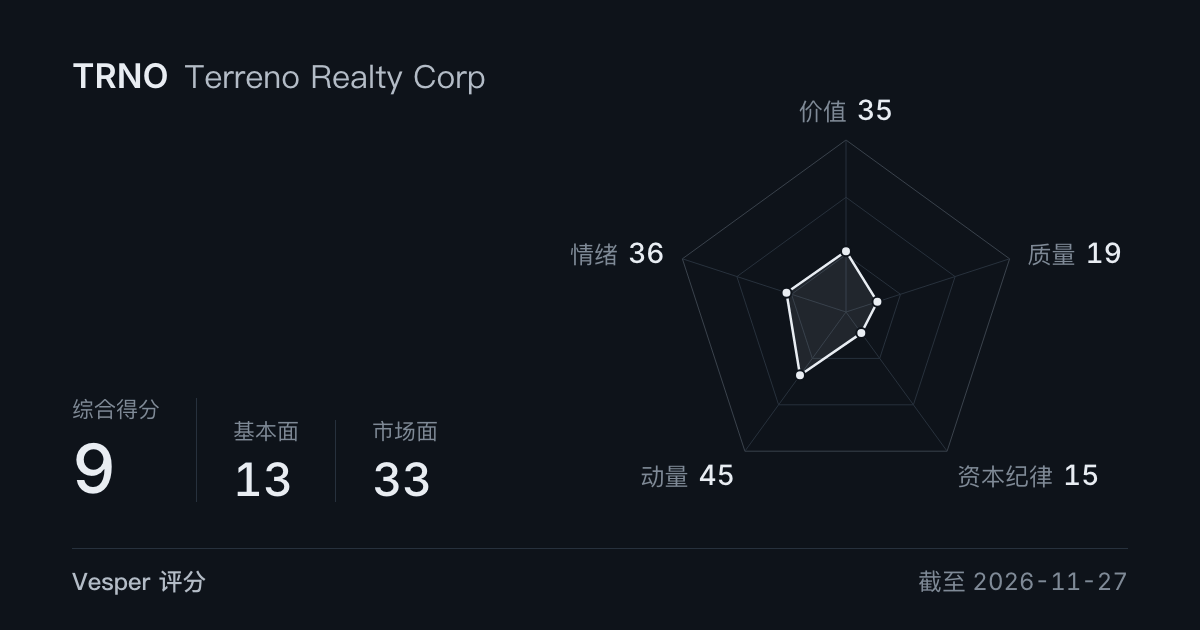 TRNO Terreno Realty Corp
价值 35
情绪 36
质量 19
动量 45
资本纪律 15
综合得分
9
基本面
13
市场面
33
Vesper 评分
截至 2026-11-27